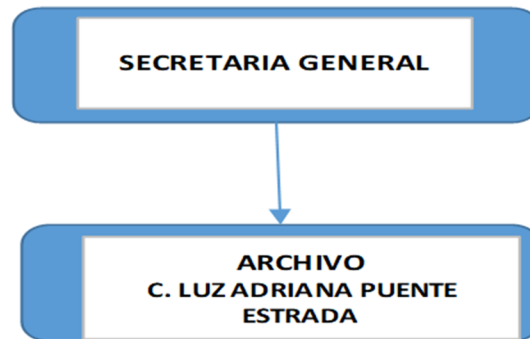 SECRETARIA GENERAL
ARCHIVO
C. LUZ ADRIANA PUENTE
ESTRADA